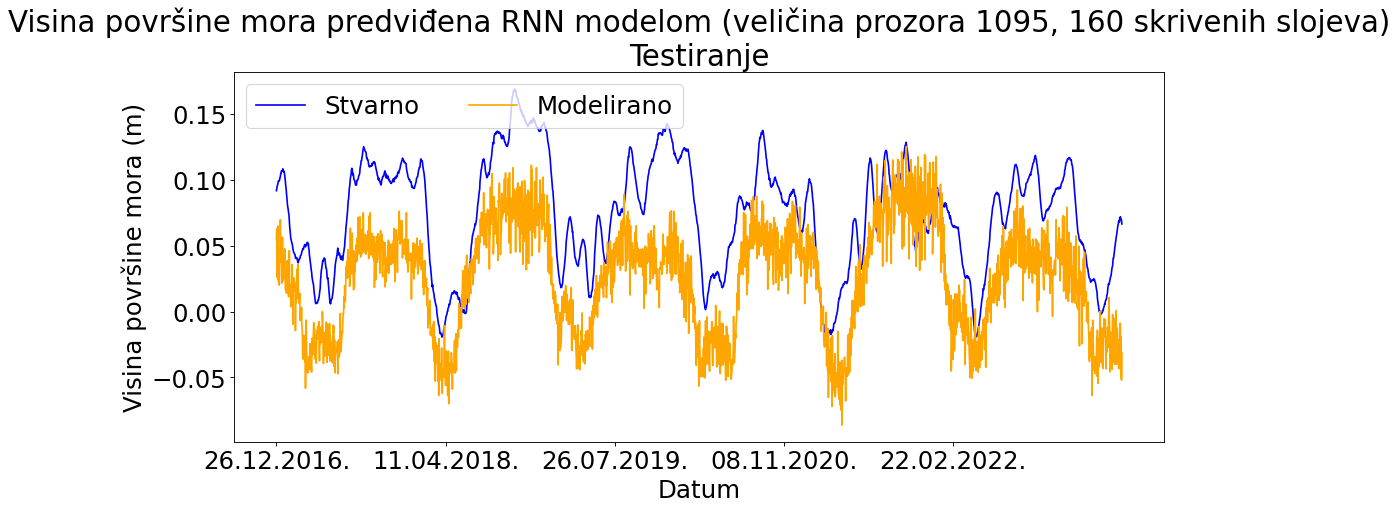 Visina površine mora predviđena RNN modelom (veličina prozora 1095, 160 skrivenih slojeva)
Testiranje
Stvarno Modelirano
Visina površine mora (m)
0.15
0.10
0.05
0.00
−0.05
26.12.2016. 11.04.2018. 26.07.2019. 08.11.2020. 22.02.2022.
Datum